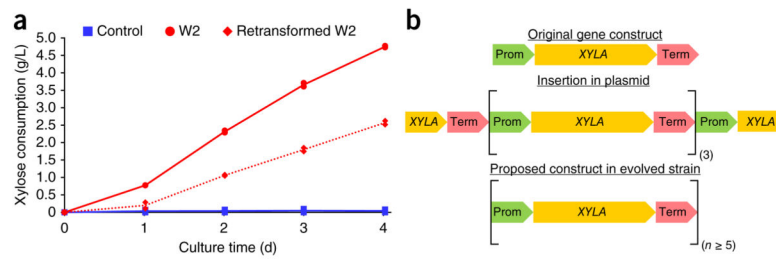 a
Control W2 Retransformed W2
Xylose consumption (g/L)
5.0
4.5
4.0
3.5
3.0
2.5
2.0
1.5
1.0
0.5
0
0 1 2 3 4
Culture time (d)
b
Original gene construct
Prom XYLA Term
Insertion in plasmid
XYLA Term Prom XYLA Term Prom XYLA
(3)
Proposed construct in evolved strain
Prom XYLA Term
(n ≥ 5)